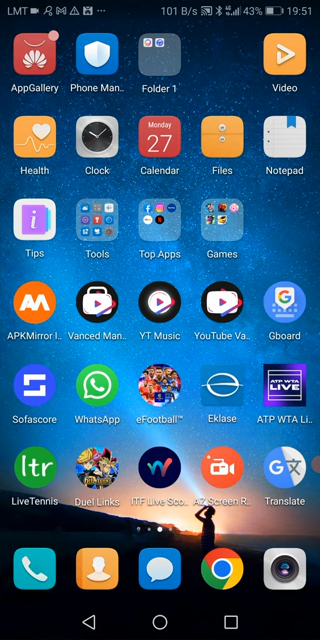 LMT 101 B/s 43% 19:51
AppGallery Phone Man.. Folder 1 Video
Monday
27
Health Clock Calendar Files Notepad
i
Tips Tools Top Apps Games
APKMirror I.. Vanced Man.. YT Music YouTube Va.. Gboard
ATP WTA
LIVE
Sofascore WhatsApp eFootball™ Eklase ATP WTA Li..
ltr
LiveTennis Duel Links ITF Live Sco.. AZ Screen R.. Translate